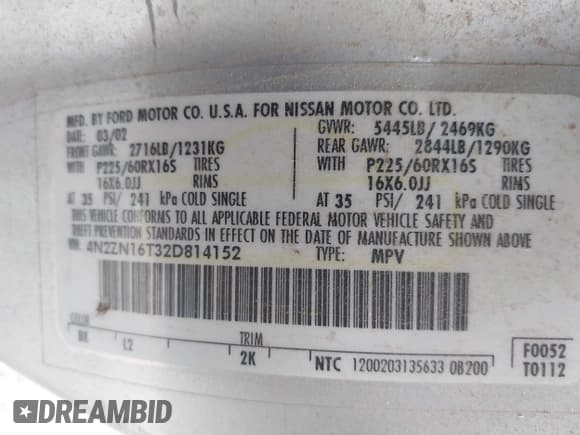 MFD. BY FORD MOTOR CO. U.S.A. FOR NISSAN MOTOR CO. LTD.
DATE: 03/02 GVWR: 5445LB/ 2469KG
FRONT GAWR: 2716LB/1231KG REAR GAWR: 2844LB/1290KG
WITH P225/60RX16S TIRES WITH P225/60RX16S TIRES
16X6.0JJ RIMS 16X6.0JJ RIMS
AT 35 PSI/ 241 kPa COLD SINGLE AT 35 PSI/ 241 kPa COLD SINGLE
THIS VEHICLE CONFORMS TO ALL APPLICABLE FEDERAL MOTOR VEHICLE SAFETY AND
THEFT PREVENTION STANDARDS IN EFFECT ON THE DATE OF MANUFACTURE SHOWN ABOVE.
VIN: 4N2ZN16T32D814152 TYPE: MPV
COLOR TRIM
L2 2K NTC 1200203135633 0B200
F0052
T0112
DREAMBID